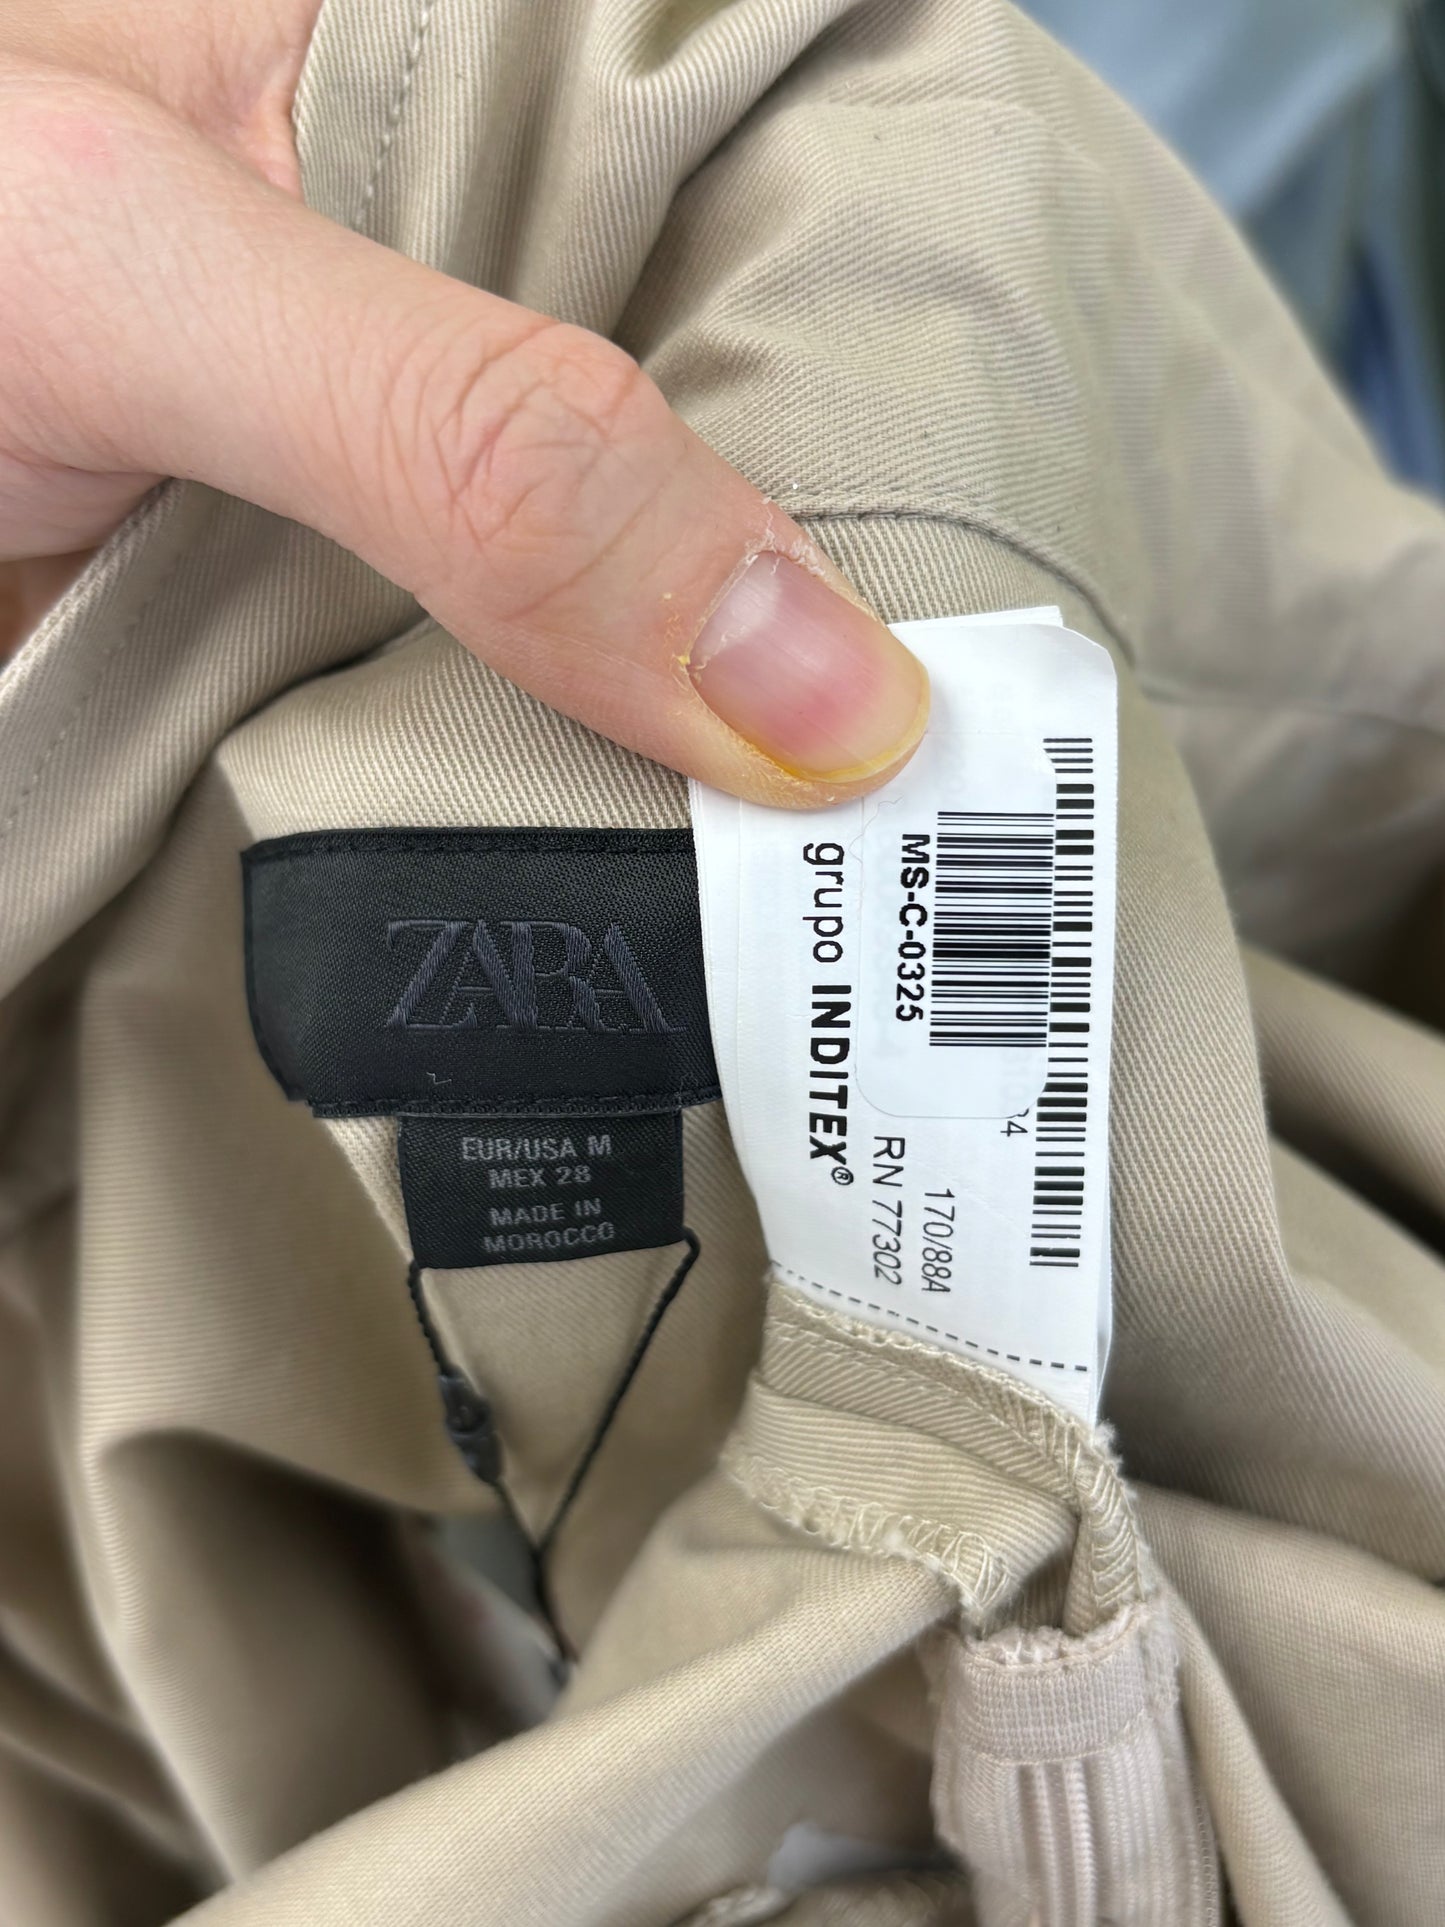 ZARA
EUR/USA M
MEX 28
MADE IN
MOROCCO
grupo INDITEX®
MS-C-0325
RN 77302
170/88A